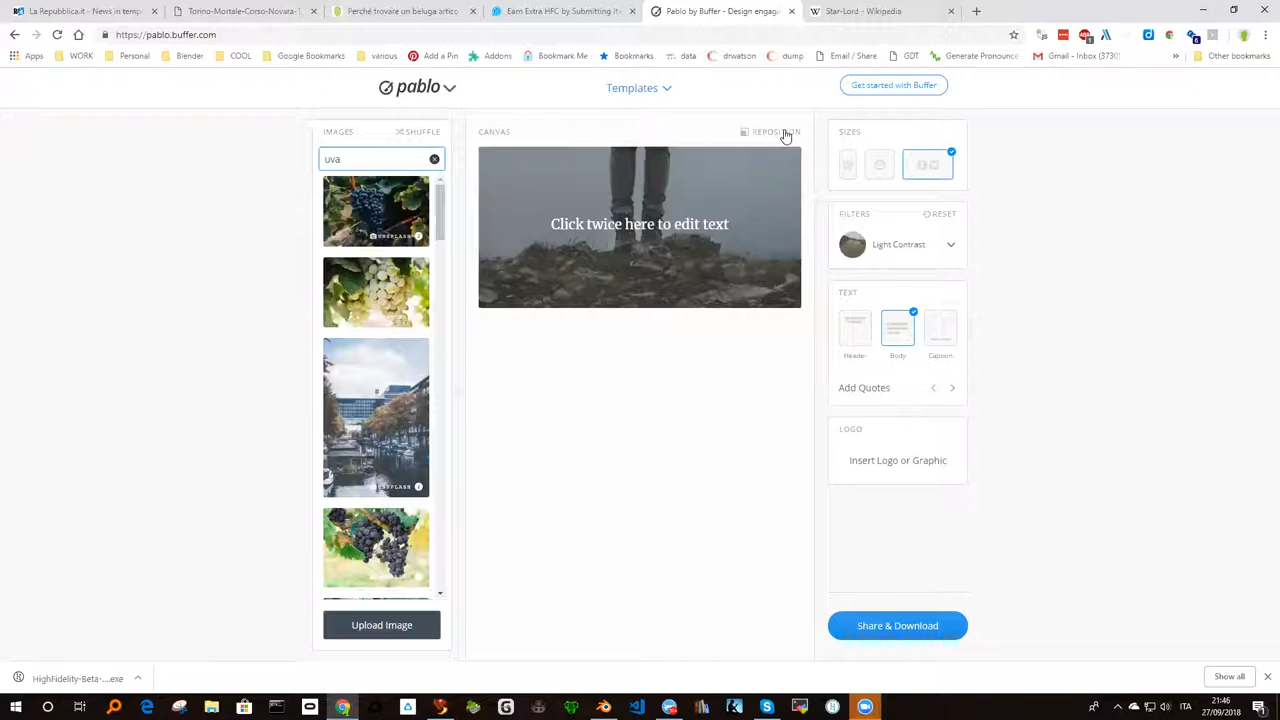 La Repubblica.it - News in temp
Torino-Mortale-Corso-Novara-1
Perché trovare un beluga artico
Earn Extra HFC by Submitting Ite
Pablo by Buffer - Design engagi
Star-Lord - Wikipedia
https://pablo.buffer.com
Apps WORK Personal Blender COOL Google Bookmarks various Add a Pin Addons Bookmark Me Bookmarks data drwatson dump Email / Share GDT Generate Pronounce Gmail - Inbox (3730) » Other bookmarks
pablo Templates Get started with Buffer
IMAGES SHUFFLE CANVAS REPOSITION SIZES
uva
UNSPLASH
FILTERS RESET
Click twice here to edit text
Light Contrast
TEXT
Header Body Caption
Add Quotes
LOGO
Insert Logo or Graphic
UNSPLASH
Upload Image
Share & Download
HighFidelity-Beta-....exe
Show all
ITA
21:46
27/09/2018